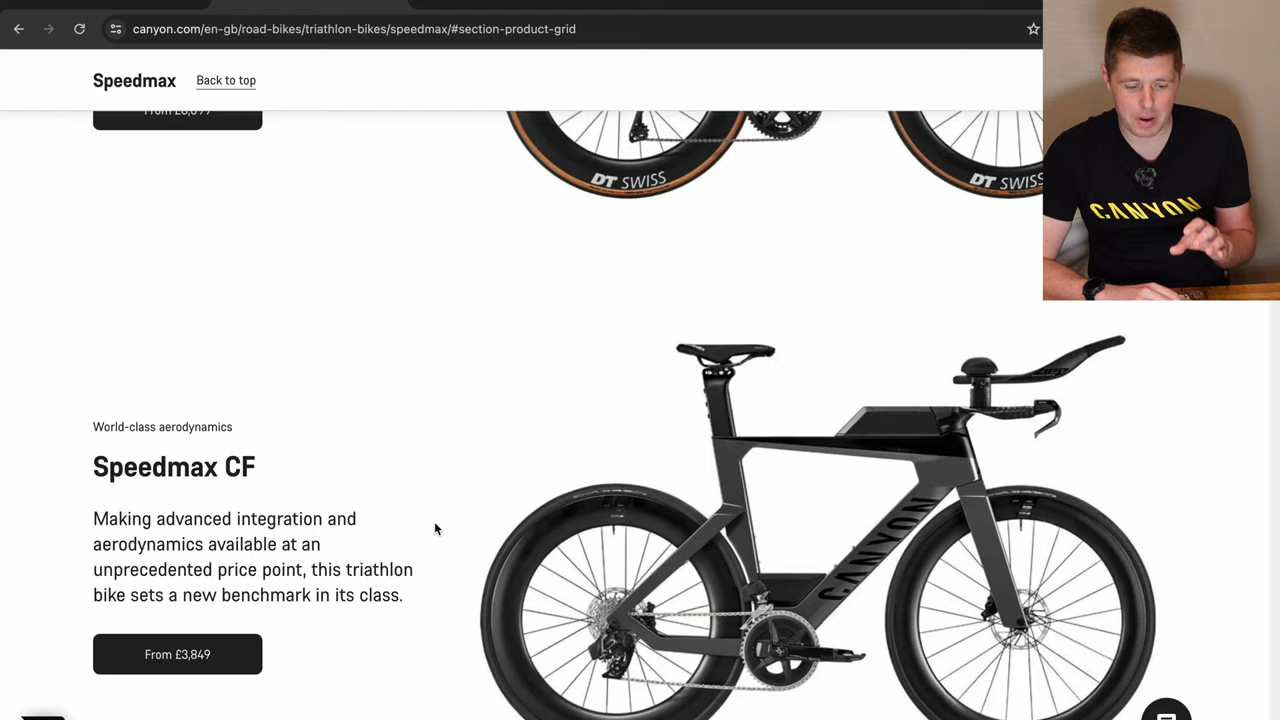 canyon.com/en-gb/road-bikes/triathlon-bikes/speedmax/#section-product-grid
Speedmax
Back to top
DT SWISS
DT SWISS
CANYON
World-class aerodynamics
Speedmax CF
Making advanced integration and
aerodynamics available at an
unprecedented price point, this triathlon
bike sets a new benchmark in its class.
From £3,849
CANYON